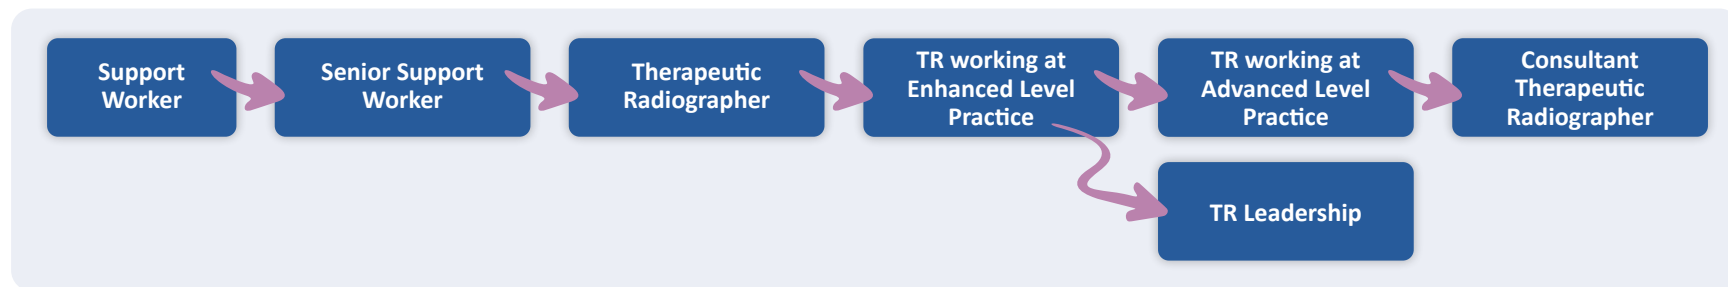 Support
Worker
Senior Support
Worker
Therapeutic
Radiographer
TR working at
Enhanced Level
Practice
TR working at
Advanced Level
Practice
Consultant
Therapeutic
Radiographer
TR Leadership